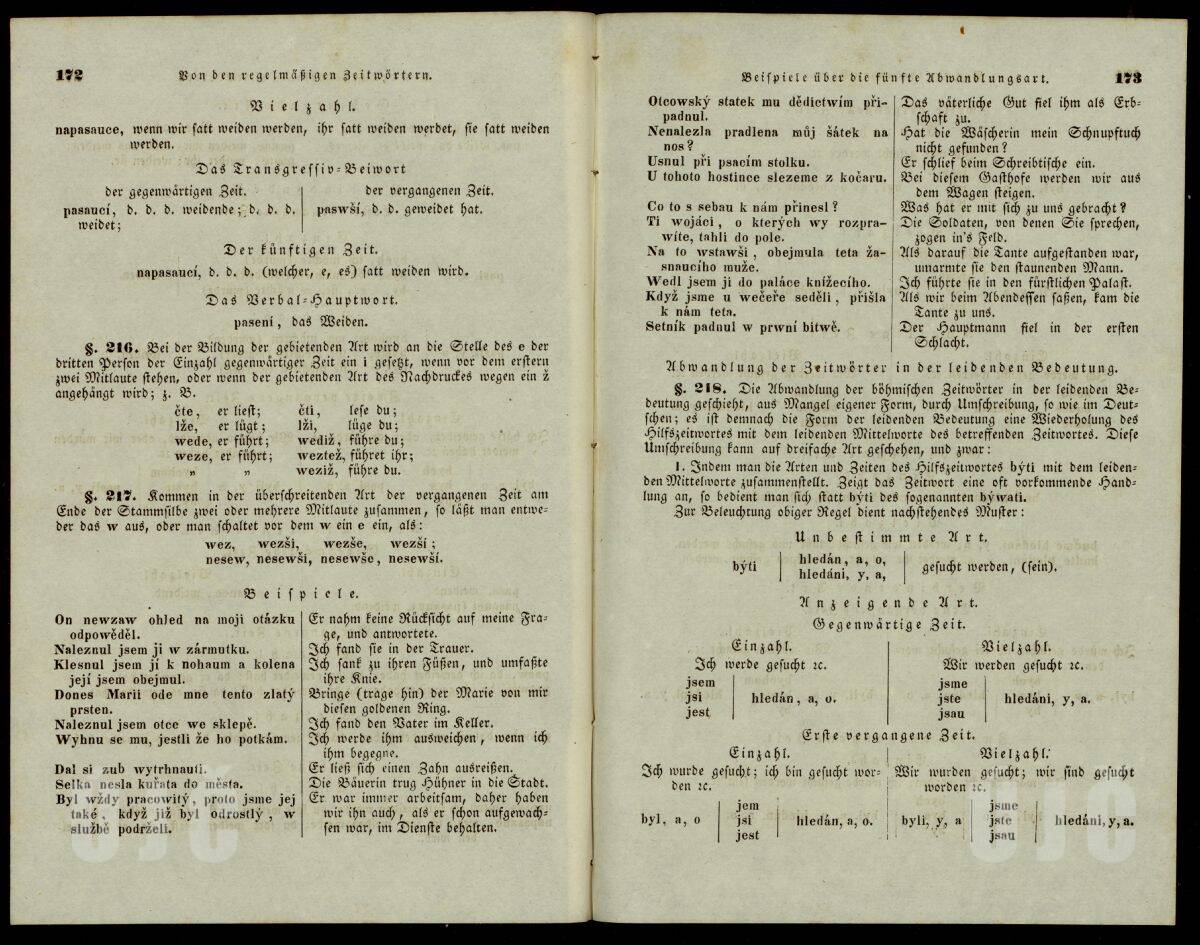 172 Von den regelmäßigen Zeitwörtern.
Vielzahl.
napasauce, wenn wir satt weiden werden, ihr satt weiden werdet, sie satt weiden
werden.
Das Transgressiv-Beiwort
der gegenwärtigen Zeit. der vergangenen Zeit.
pasaucí, d. d. d. weidende; d. d. d. paswší, d. d. geweidet hat.
weidet;
Der künftigen Zeit.
napasaucí, d. d. d. (welcher, e, es) satt weiden wird.
Das Verbal-Hauptwort.
pasení, das Weiden.
§. 216. Bei der Bildung der gebietenden Art wird an die Stelle des e der
dritten Person der Einzahl gegenwärtiger Zeit ein i gesetzt, wenn vor dem erstern
zwei Mitlaute stehen, oder wenn der gebietenden Art des Nachdruckes wegen ein ž
angehängt wird; z. B.
čte, er liest; čti, lese du;
lže, er lügt; lži, lüge du;
wede, er führt; wediž, führe du;
weze, er führt; weztež, führet ihr;
„ „ weziž, führe du.
§. 217. Kommen in der überschreitenden Art der vergangenen Zeit am
Ende der Stammsilbe zwei oder mehrere Mitlaute zusammen, so läßt man entwe-
der das w aus, oder man schaltet vor dem w ein e ein, als:
wez, wezši, wezše, wezší;
nesew, nesewši, nesewše, nesewší.
Beispiele.
On newzaw ohled na moji otázku
odpowěděl.
Naleznul jsem ji w zármutku.
Klesnul jsem jí k nohaum a kolena
její jsem obejmul.
Dones Marii ode mne tento zlatý
prsten.
Naleznul jsem otce we sklepě.
Wyhnu se mu, jestli že ho potkám.
Dal si zub wytrhnauti.
Selka nesla kuřata do města.
Byl wždy pracowitý, proto jsme jej
také, když již byl odrostlý, w
službě podrželi.
Er nahm keine Rücksicht auf meine Fra-
ge, und antwortete.
Ich fand sie in der Trauer.
Ich sank zu ihren Füßen, und umfaßte
ihre Knie.
Bringe (trage hin) der Marie von mir
diesen goldenen Ring.
Ich fand den Vater im Keller.
Ich werde ihm ausweichen, wenn ich
ihm begegne.
Er ließ sich einen Zahn ausreißen.
Die Bäuerin trug Hühner in die Stadt.
Er war immer arbeitsam, daher haben
wir ihn auch, als er schon aufgewach-
sen war, im Dienste behalten.
Beispiele über die fünfte Abwandlungsart. 173
Otcowský statek mu dědictwím při-
padnul.
Nenalezla pradlena můj šátek na
nos?
Usnul při psacím stolku.
U tohoto hostince slezeme z kočaru.
Co to s sebau k nám přinesl?
Ti wojáci, o kterých wy rozpra-
wíte, tahli do pole.
Na to wstawši, obejmula teta ža-
snaucího muže.
Wedl jsem ji do paláce knížecího.
Když jsme u wečeře seděli, přišla
k nám teta.
Setník padnul w prwní bitwě.
Das väterliche Gut fiel ihm als Erb-
schaft zu.
Hat die Wäscherin mein Schnupftuch
nicht gefunden?
Er schlief beim Schreibtische ein.
Bei diesem Gasthofe werden wir aus
dem Wagen steigen.
Was hat er mit sich zu uns gebracht?
Die Soldaten, von denen Sie sprechen,
zogen in's Feld.
Als darauf die Tante aufgestanden war,
umarmte sie den staunenden Mann.
Ich führte sie in den fürstlichen Palast.
Als wir beim Abendessen saßen, kam die
Tante zu uns.
Der Hauptmann fiel in der ersten
Schlacht.
Abwandlung der Zeitwörter in der leidenden Bedeutung.
§. 218. Die Abwandlung der böhmischen Zeitwörter in der leidenden Be-
deutung geschieht, aus Mangel eigener Form, durch Umschreibung, so wie im Deut-
schen; es ist demnach die Form der leidenden Bedeutung eine Wiederholung des
Hilfszeitwortes mit dem leidenden Mittelworte des betreffenden Zeitwortes. Diese
Umschreibung kann auf dreifache Art geschehen, und zwar:
1. Indem man die Arten und Zeiten des Hilfszeitwortes býti mit dem leiden-
den Mittelworte zusammenstellt. Zeigt das Zeitwort eine oft vorkommende Hand-
lung an, so bedient man sich statt býti des sogenannten býwati.
Zur Beleuchtung obiger Regel dient nachstehendes Muster:
Unbestimmte Art.
býti hledán, a, o, hledáni, y, a, gesucht werden, (sein).
Anzeigende Art.
Gegenwärtige Zeit.
Einzahl. Vielzahl.
Ich werde gesucht ꝛc. Wir werden gesucht ꝛc.
jsem jsme
jsi hledán, a, o. jste hledáni, y, a.
jest jsau
Erste vergangene Zeit.
Einzahl. Vielzahl.
Ich wurde gesucht; ich bin gesucht wor- Wir wurden gesucht; wir sind gesucht
den ꝛc. worden ꝛc.
jem jsme
byl, a, o jsi hledán, a, o. byli, y, a jste hledáni, y, a.
jest jsau